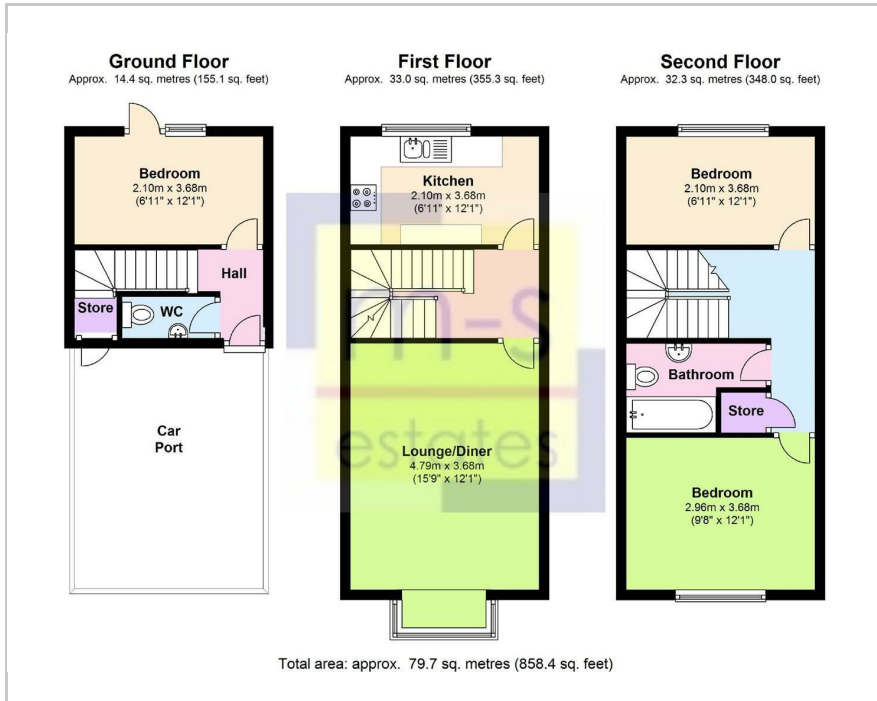 Ground Floor
Approx. 14.4 sq. metres (155.1 sq. feet)
Bedroom
2.10m x 3.68m
(6'11" x 12'1")
Hall
Store
WC
Car
Port
First Floor
Approx. 33.0 sq. metres (355.3 sq. feet)
Kitchen
2.10m x 3.68m
(6'11" x 12'1")
m-s
estates
Lounge/Diner
4.79m x 3.68m
(15'9" x 12'1")
Second Floor
Approx. 32.3 sq. metres (348.0 sq. feet)
Bedroom
2.10m x 3.68m
(6'11" x 12'1")
Bathroom
Store
Bedroom
2.96m x 3.68m
(9'8" x 12'1")
Total area: approx. 79.7 sq. metres (858.4 sq. feet)